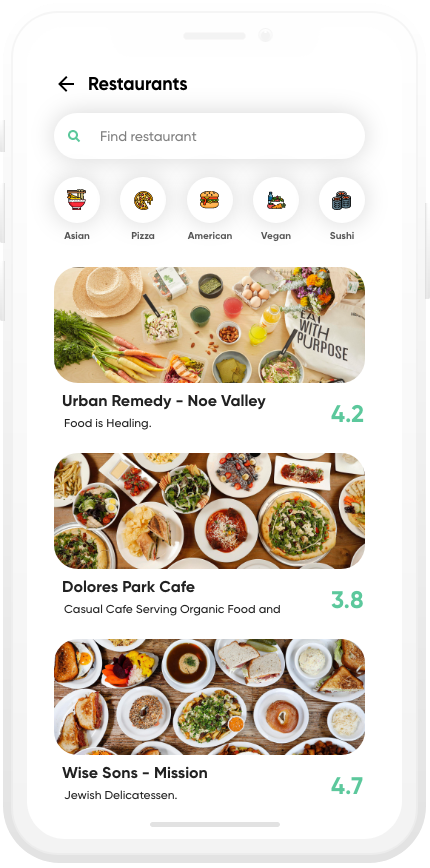 Restaurants
Find restaurant
Asian
Pizza
American
Vegan
Sushi
EAT
WITH
PURPOSE
Urban Remedy - Noe Valley
4.2
Food is Healing.
Dolores Park Cafe
3.8
Casual Cafe Serving Organic Food and
Wise Sons - Mission
4.7
Jewish Delicatessen.